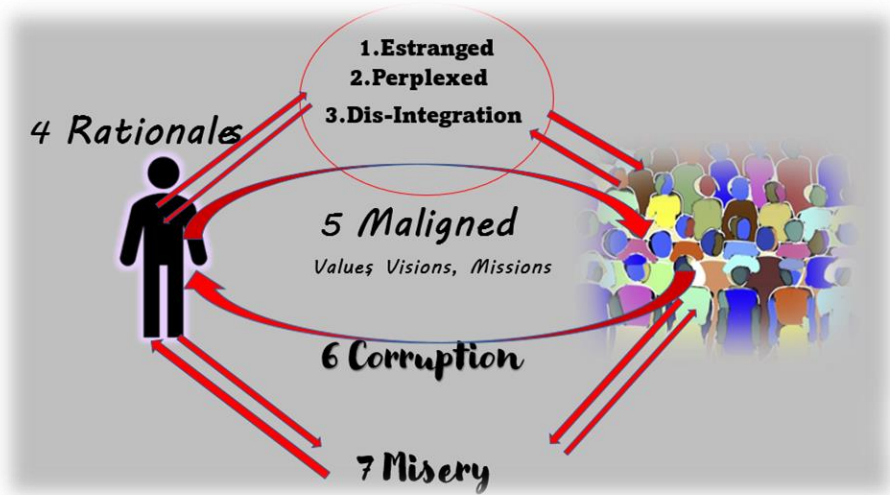 1.Estranged
2.Perplexed
3.Dis-Integration
4 Rationales
5 Maligned
Values, Visions, Missions
6 Corruption
7 Misery